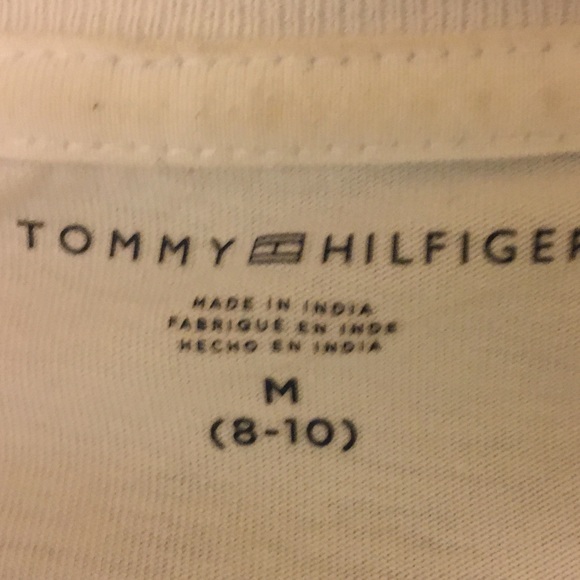 TOMMY HILFIGER
MADE IN INDIA
FABRIQUÉ EN INDE
HECHO EN INDIA
M
(8-10)